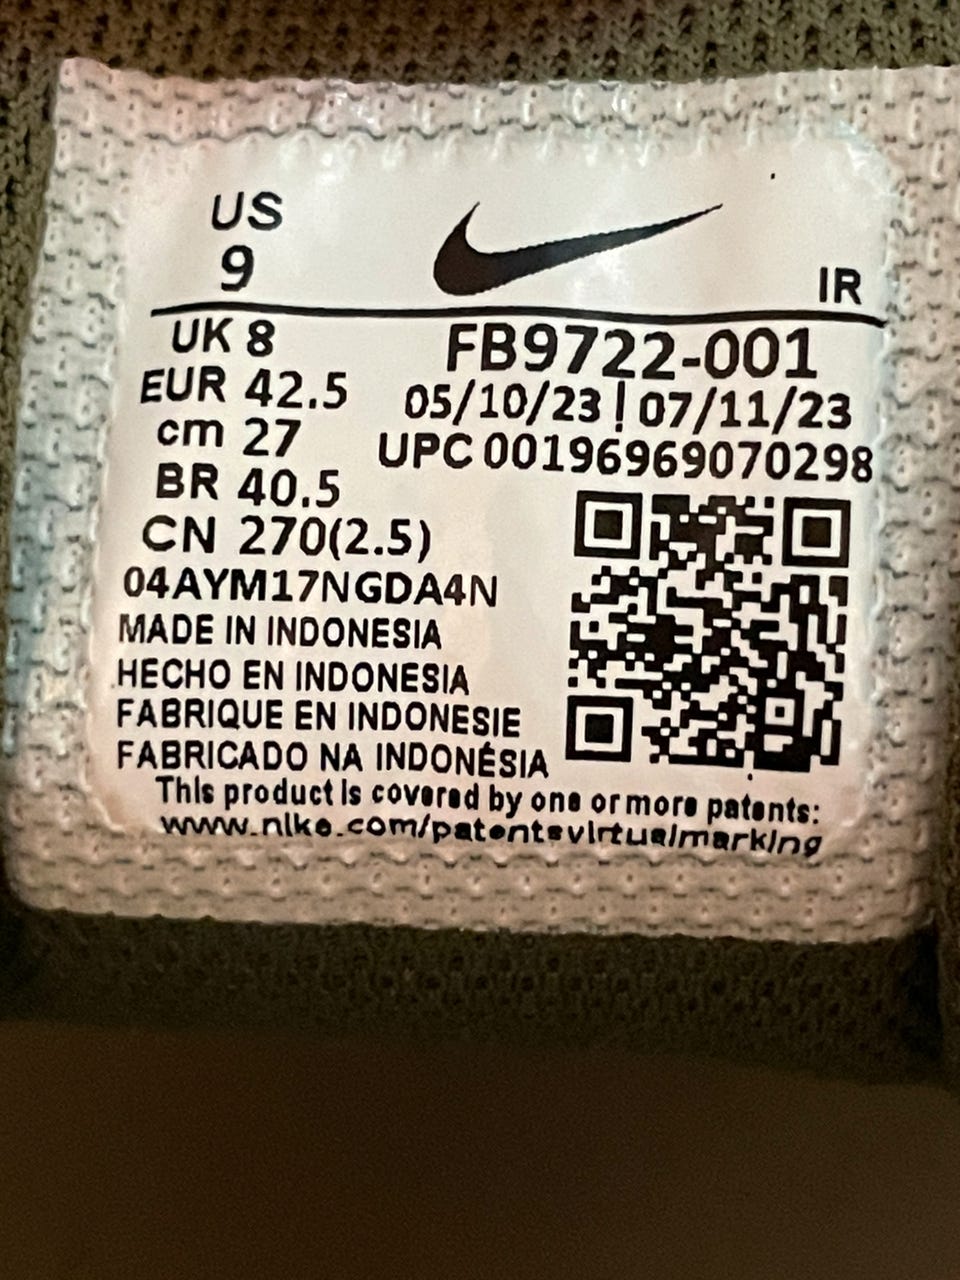 US
9
IR
UK 8
FB9722-001
EUR 42.5
05/10/23 | 07/11/23
cm 27
UPC 00196969070298
BR 40.5
CN 270(2.5)
04AYM17NGDA4N
MADE IN INDONESIA
HECHO EN INDONESIA
FABRIQUE EN INDONESIE
FABRICADO NA INDONÉSIA
This product is covered by one or more patents:
www.nike.com/patentsvirtualmarking